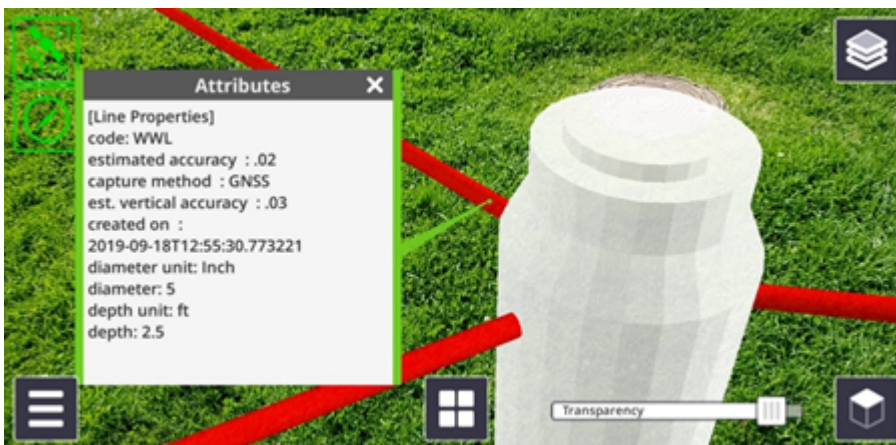 Attributes
[Line Properties]
code: WWL
estimated accuracy : .02
capture method : GNSS
est. vertical accuracy : .03
created on :
2019-09-18T12:55:30.773221
diameter unit: Inch
diameter: 5
depth unit: ft
depth: 2.5
Transparency